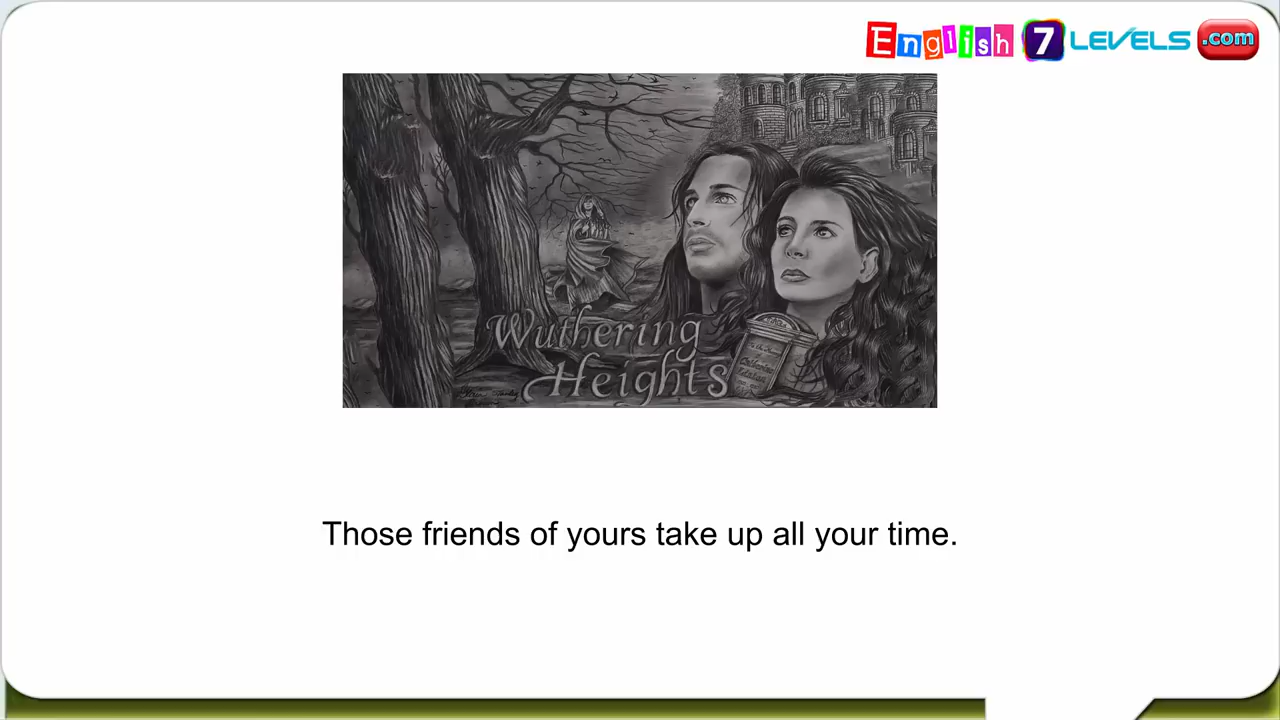 English 7 LEVELS .com
Wuthering
Heights
Those friends of yours take up all your time.